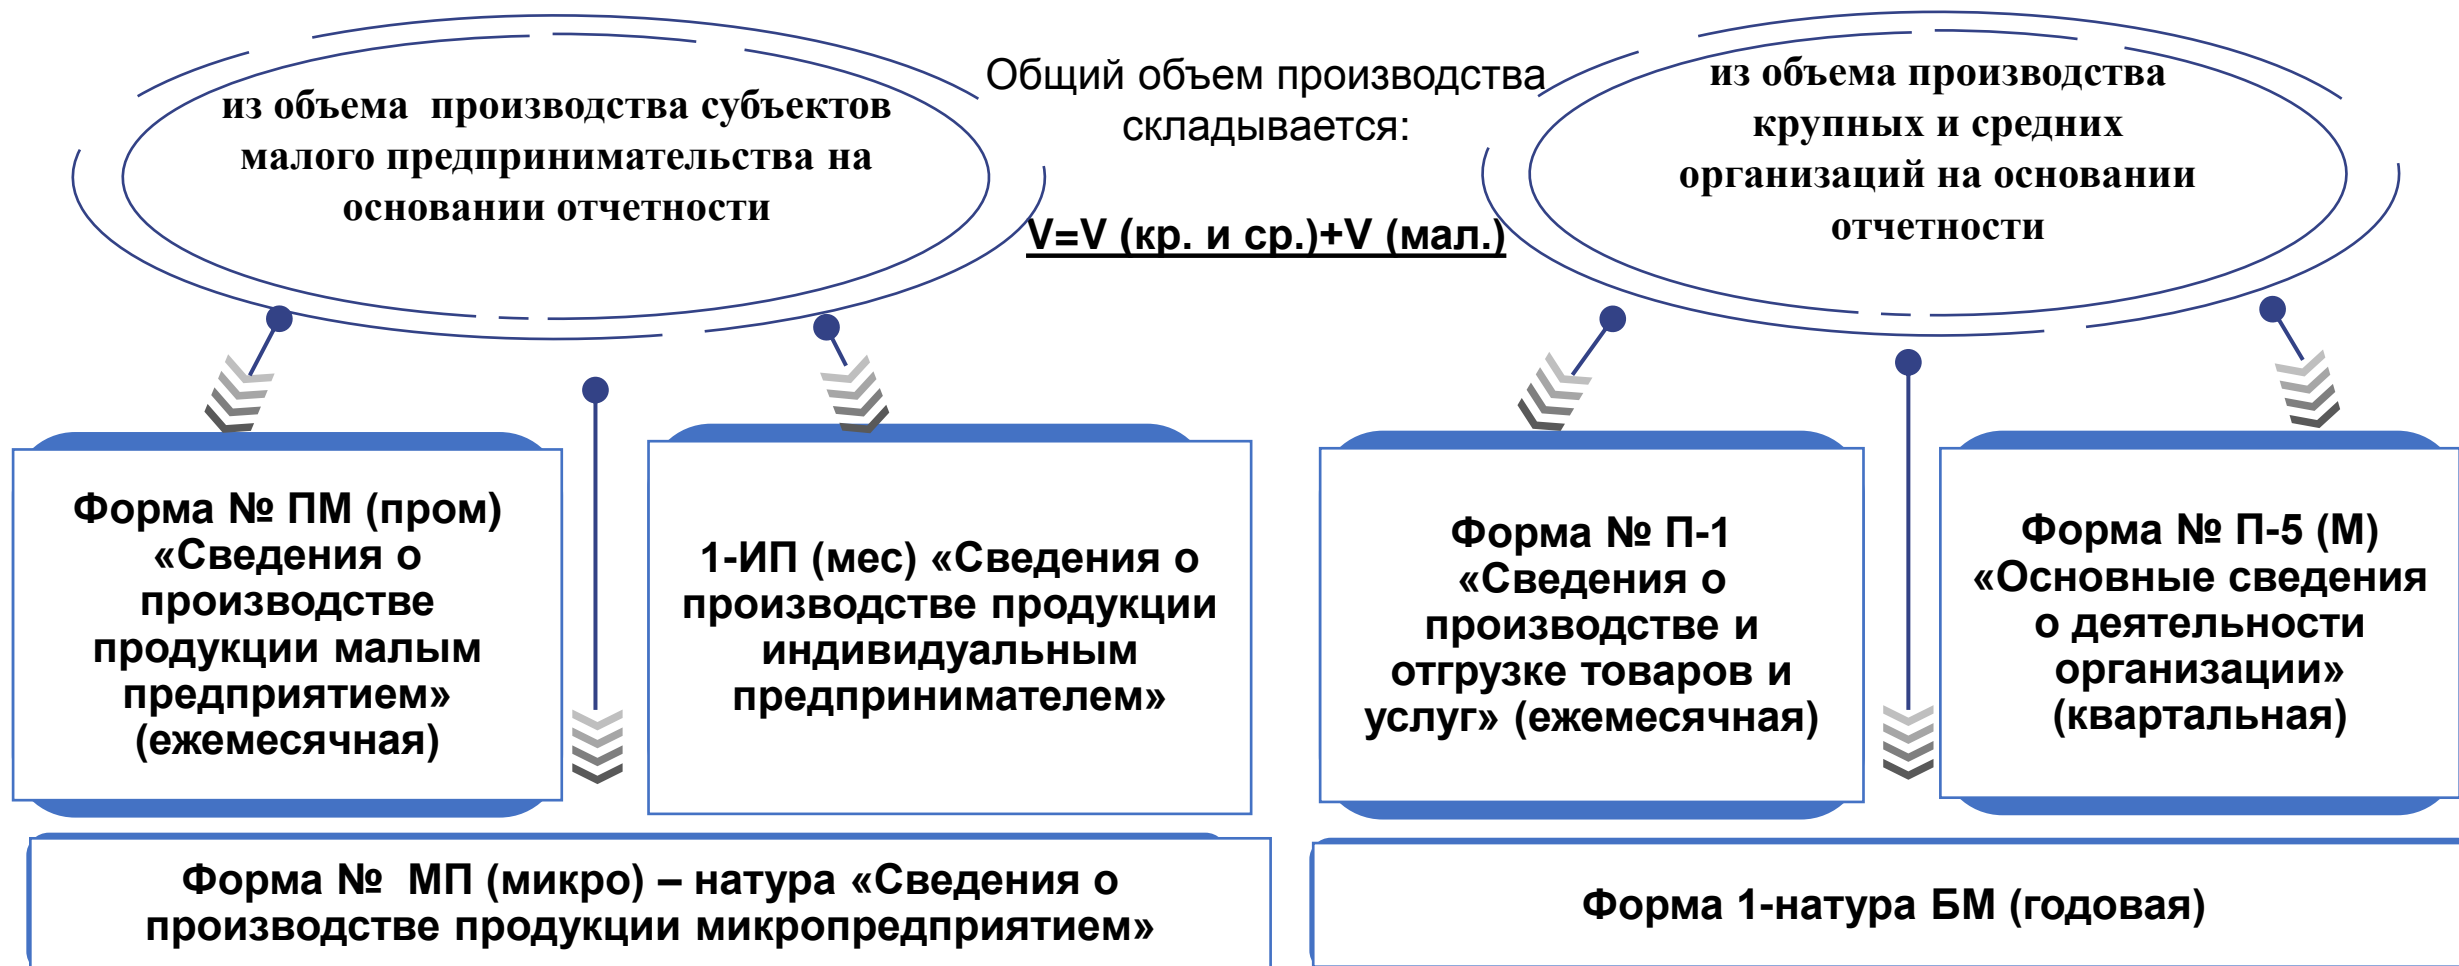 из объема производства субъектов
малого предпринимательства на
основании отчетности
Общий объем производства
складывается:
V=V (кр. и ср.)+V (мал.)
из объема производства
крупных и средних
организаций на основании
отчетности
Форма № ПМ (пром)
«Сведения о
производстве
продукции малым
предприятием»
(ежемесячная)
1-ИП (мес) «Сведения о
производстве продукции
индивидуальным
предпринимателем»
Форма № П-1
«Сведения о
производстве и
отгрузке товаров и
услуг» (ежемесячная)
Форма № П-5 (М)
«Основные сведения
о деятельности
организации»
(квартальная)
Форма № МП (микро) – натура «Сведения о
производстве продукции микропредприятием»
Форма 1-натура БМ (годовая)